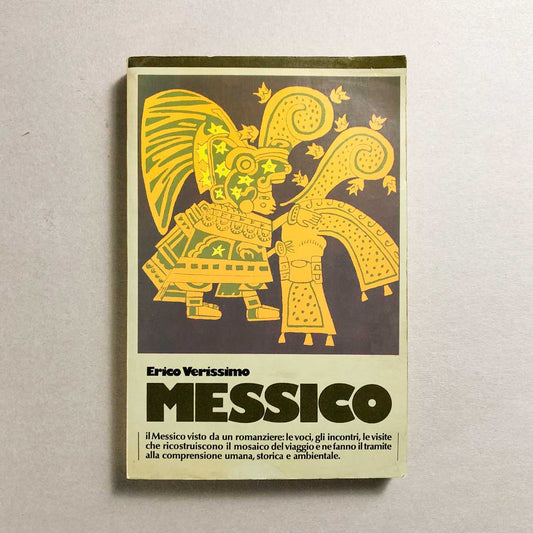 Erico Verissimo
MESSICO
il Messico visto da un romanziere: le voci, gli incontri, le visite
che ricostruiscono il mosaico del viaggio e ne fanno il tramite
alla comprensione umana, storica e ambientale.